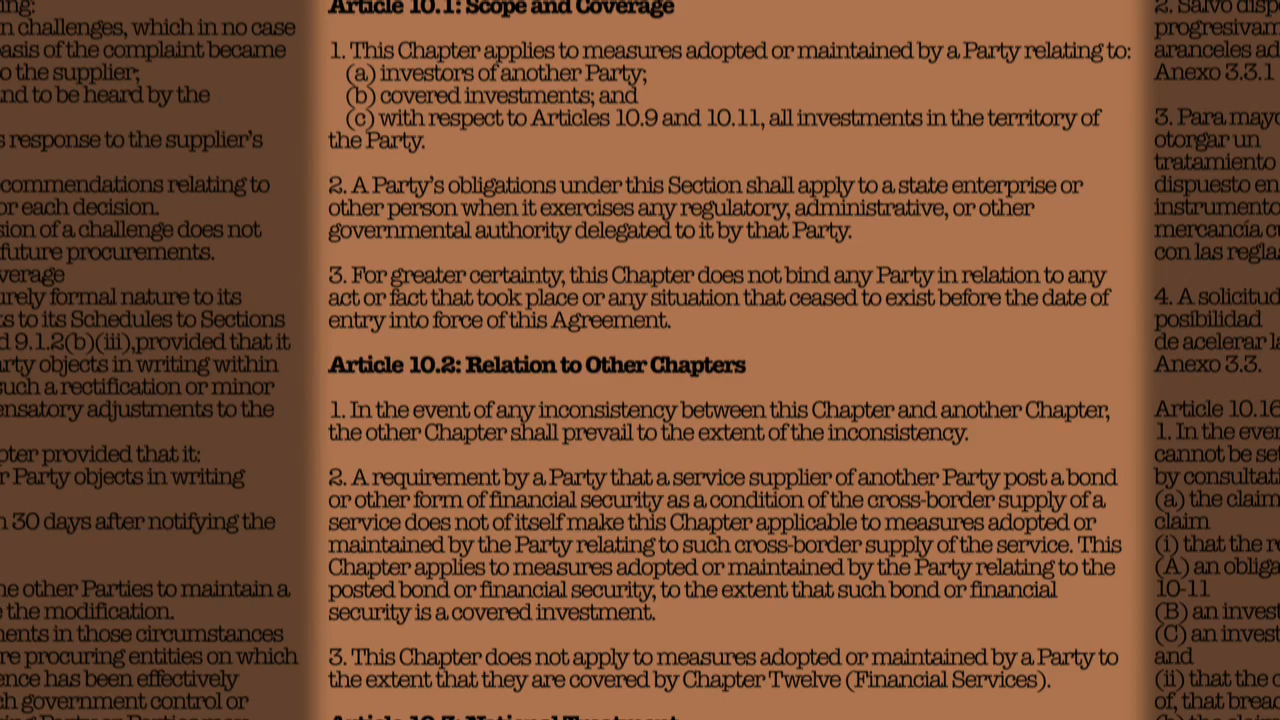 ing:
n challenges, which in no case
asis of the complaint became
o the supplier;
nd to be heard by the
s response to the supplier's
commendations relating to
or each decision.
sion of a challenge does not
future procurements.
verage
urely formal nature to its
ts to its Schedules to Sections
d 9.1.2(b)(iii),provided that it
arty objects in writing within
such a rectification or minor
ensatory adjustments to the
pter provided that it:
r Party objects in writing
n 30 days after notifying the
he other Parties to maintain a
the modification.
ments in those circumstances
re procuring entities on which
ence has been effectively
ch government control or
Article 10.1: Scope and Coverage
1. This Chapter applies to measures adopted or maintained by a Party relating to:
(a) investors of another Party;
(b) covered investments; and
(c) with respect to Articles 10.9 and 10.11, all investments in the territory of
the Party.
2. A Party's obligations under this Section shall apply to a state enterprise or
other person when it exercises any regulatory, administrative, or other
governmental authority delegated to it by that Party.
3. For greater certainty, this Chapter does not bind any Party in relation to any
act or fact that took place or any situation that ceased to exist before the date of
entry into force of this Agreement.
Article 10.2: Relation to Other Chapters
1. In the event of any inconsistency between this Chapter and another Chapter,
the other Chapter shall prevail to the extent of the inconsistency.
2. A requirement by a Party that a service supplier of another Party post a bond
or other form of financial security as a condition of the cross-border supply of a
service does not of itself make this Chapter applicable to measures adopted or
maintained by the Party relating to such cross-border supply of the service. This
Chapter applies to measures adopted or maintained by the Party relating to the
posted bond or financial security, to the extent that such bond or financial
security is a covered investment.
3. This Chapter does not apply to measures adopted or maintained by a Party to
the extent that they are covered by Chapter Twelve (Financial Services).
Article 10.3: National Treatment
2. Salvo disp
progresivam
aranceles ad
Anexo 3.3.1
3. Para mayo
otorgar un
tratamiento
dispuesto en
instrumento
mercancía cu
con las regla
4. A solicitud
posibilidad
de acelerar la
Anexo 3.3.
Article 10.16
1. In the ever
cannot be set
by consultati
(a) the claim
claim
(i) that the re
(A) an obliga
10-11
(B) an invest
(C) an invest
and
(ii) that the c
of, that breac